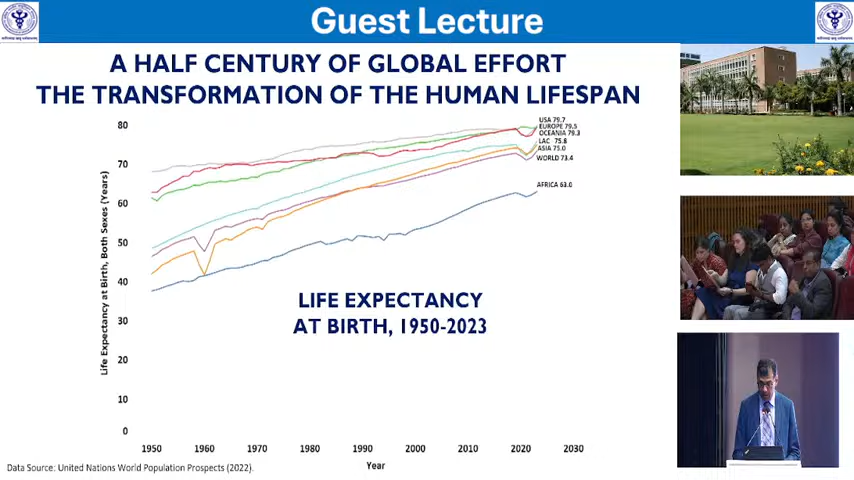 Guest Lecture
A HALF CENTURY OF GLOBAL EFFORT
THE TRANSFORMATION OF THE HUMAN LIFESPAN
80
70
60
50
40
30
20
10
0
Life Expectancy at Birth, Both Sexes (Years)
USA 79.7
EUROPE 79.5
OCEANIA 79.3
LAC 75.8
ASIA 75.0
WORLD 73.4
AFRICA 63.0
LIFE EXPECTANCY
AT BIRTH, 1950-2023
1950 1960 1970 1980 1990 2000 2010 2020 2030
Year
Data Source: United Nations World Population Prospects (2022).